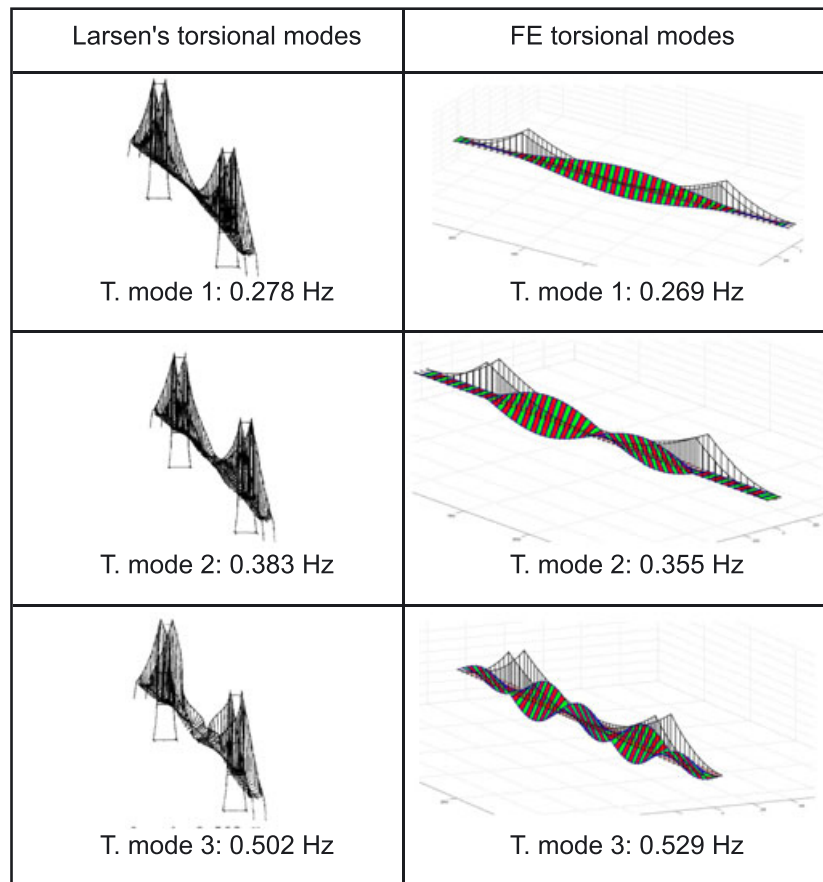 Larsen's torsional modes
FE torsional modes
T. mode 1: 0.278 Hz
T. mode 1: 0.269 Hz
T. mode 2: 0.383 Hz
T. mode 2: 0.355 Hz
T. mode 3: 0.502 Hz
T. mode 3: 0.529 Hz